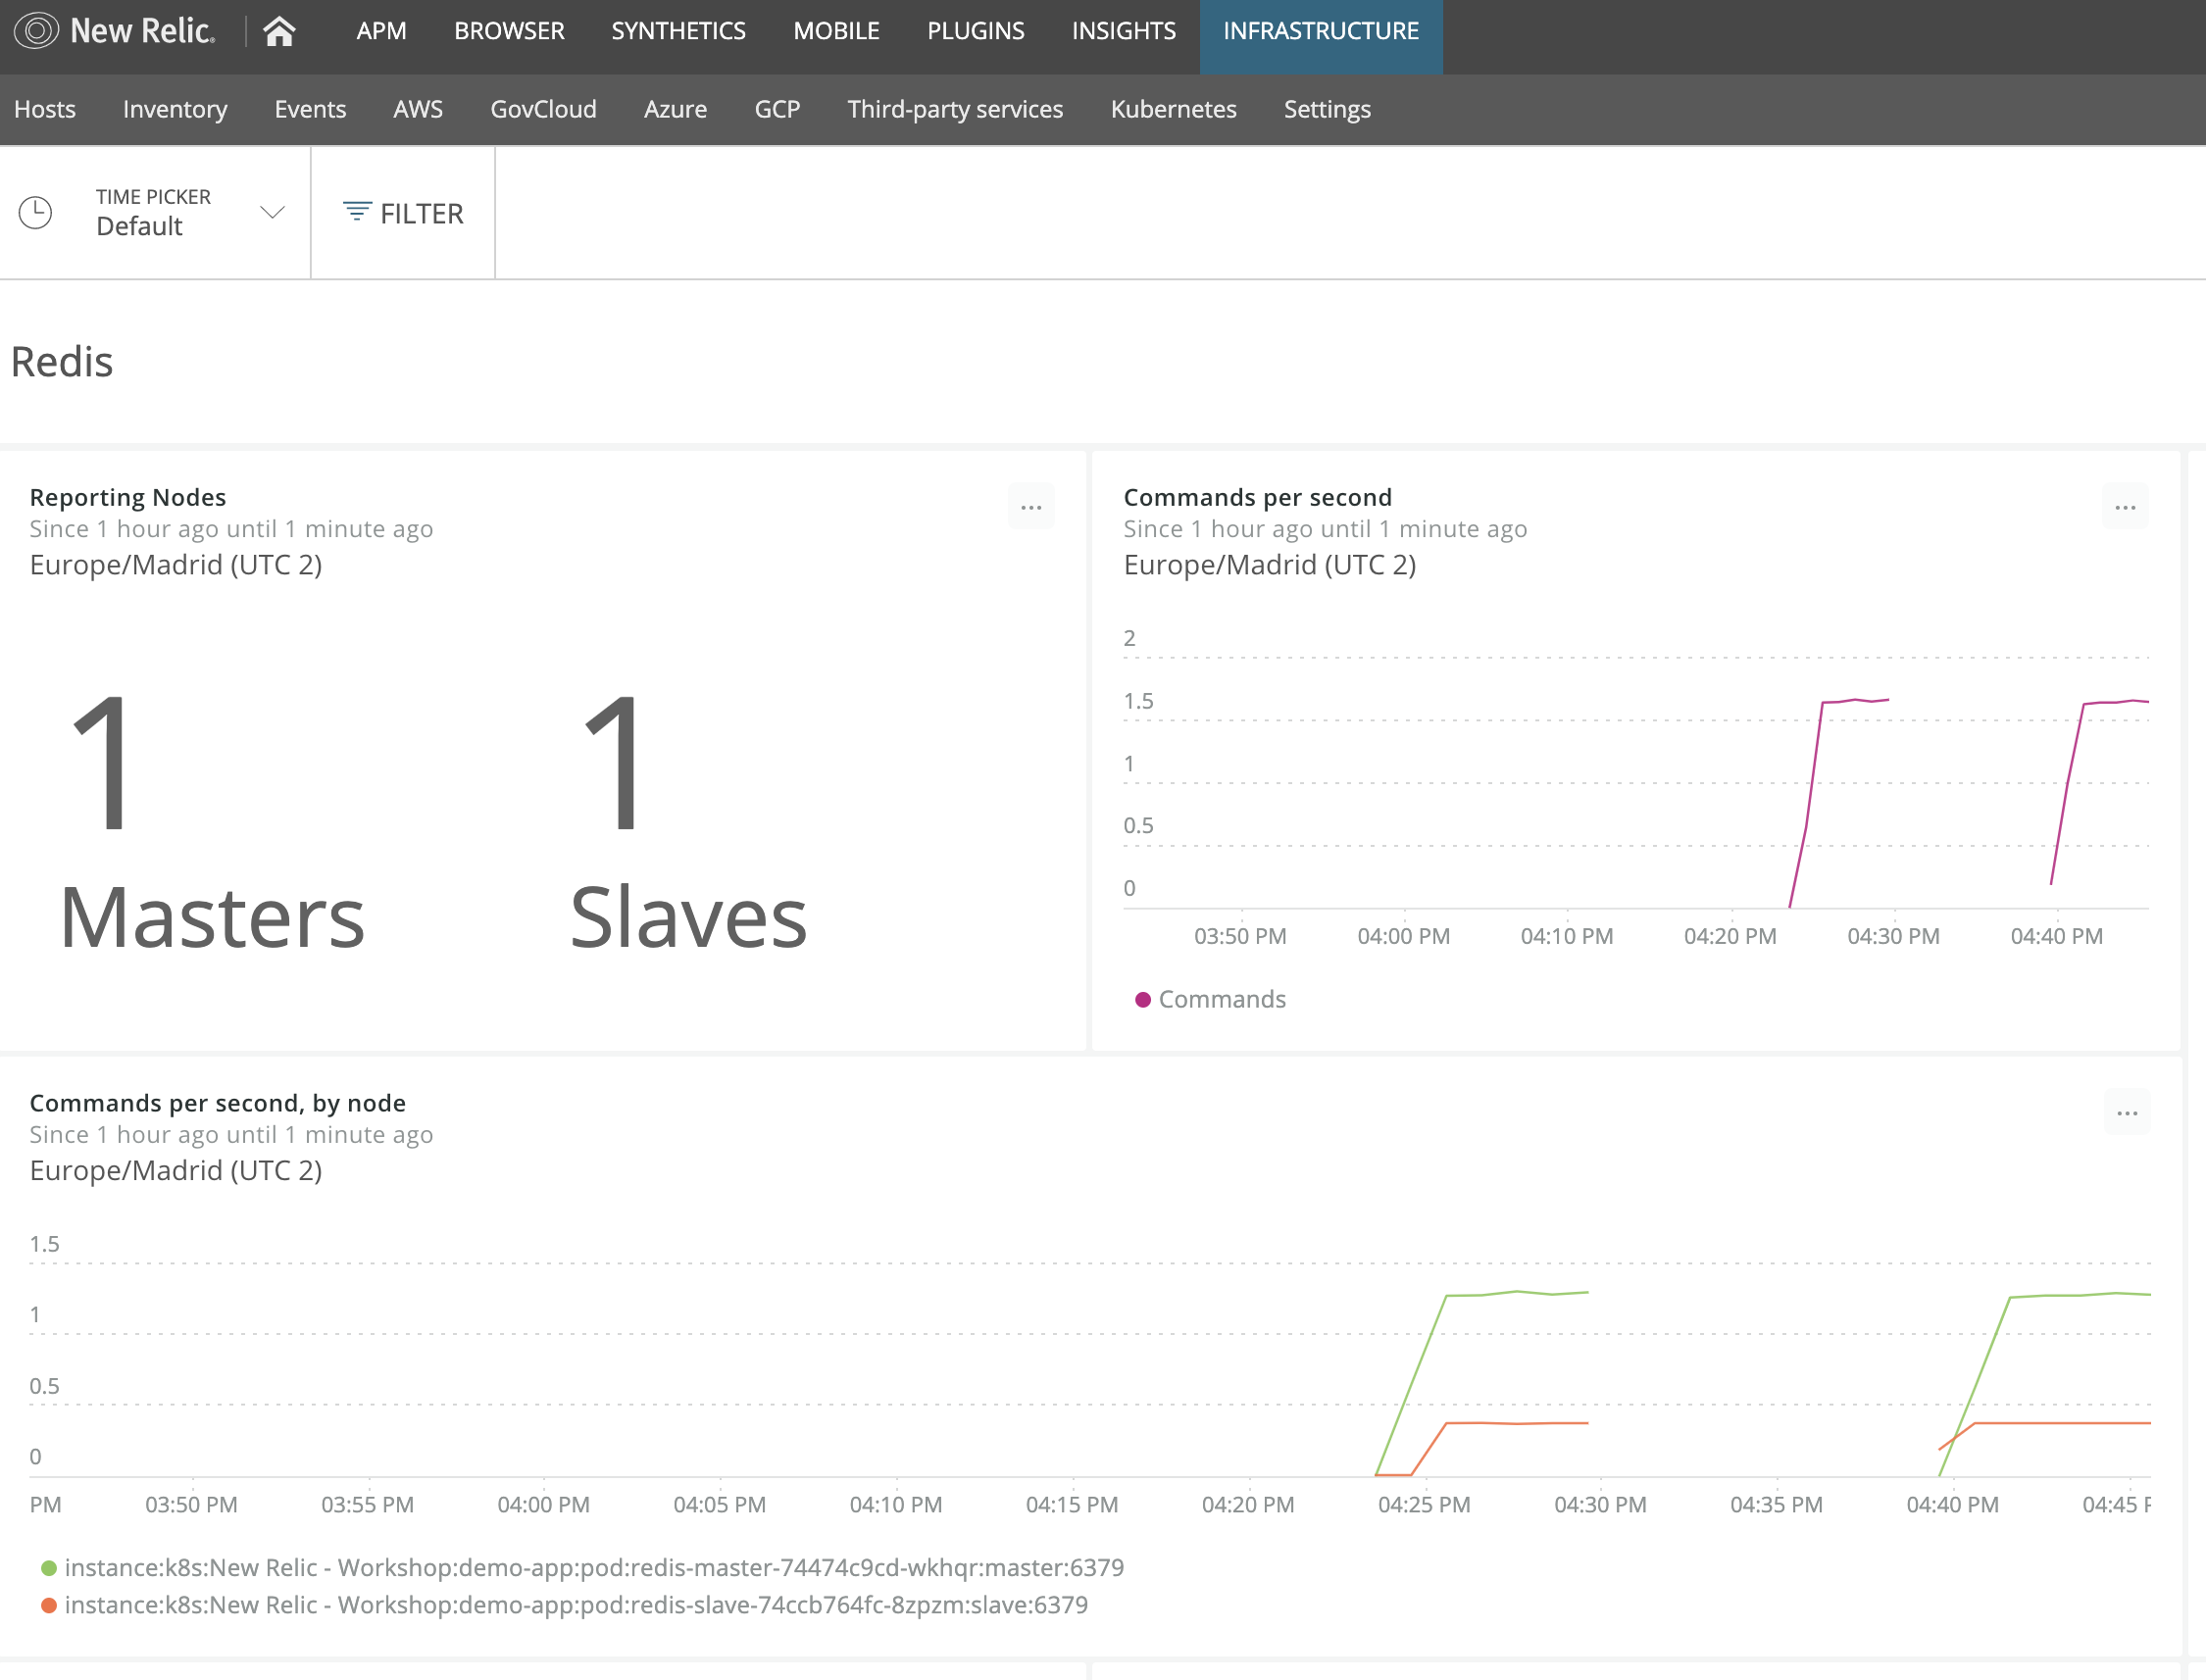 New Relic.
APM BROWSER SYNTHETICS MOBILE PLUGINS INSIGHTS INFRASTRUCTURE
Hosts Inventory Events AWS GovCloud Azure GCP Third-party services Kubernetes Settings
TIME PICKER
Default
FILTER
Redis
Reporting Nodes
Since 1 hour ago until 1 minute ago
Europe/Madrid (UTC 2)
1 1
Masters Slaves
Commands per second
Since 1 hour ago until 1 minute ago
Europe/Madrid (UTC 2)
2
1.5
1
0.5
0
03:50 PM 04:00 PM 04:10 PM 04:20 PM 04:30 PM 04:40 PM
Commands
Commands per second, by node
Since 1 hour ago until 1 minute ago
Europe/Madrid (UTC 2)
1.5
1
0.5
0
PM 03:50 PM 03:55 PM 04:00 PM 04:05 PM 04:10 PM 04:15 PM 04:20 PM 04:25 PM 04:30 PM 04:35 PM 04:40 PM 04:45
instance:k8s:New Relic - Workshop:demo-app:pod:redis-master-74474c9cd-wkhqr:master:6379
instance:k8s:New Relic - Workshop:demo-app:pod:redis-slave-74ccb764fc-8zpzm:slave:6379